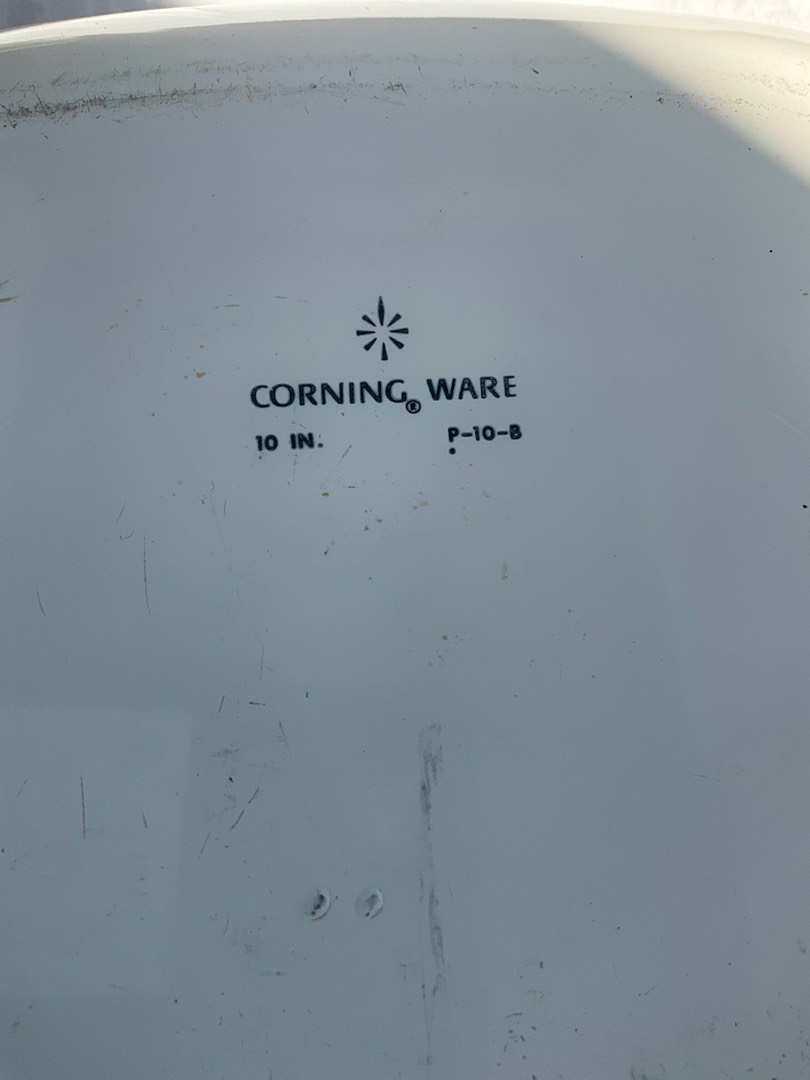 CORNING® WARE
10 IN. P-10-B